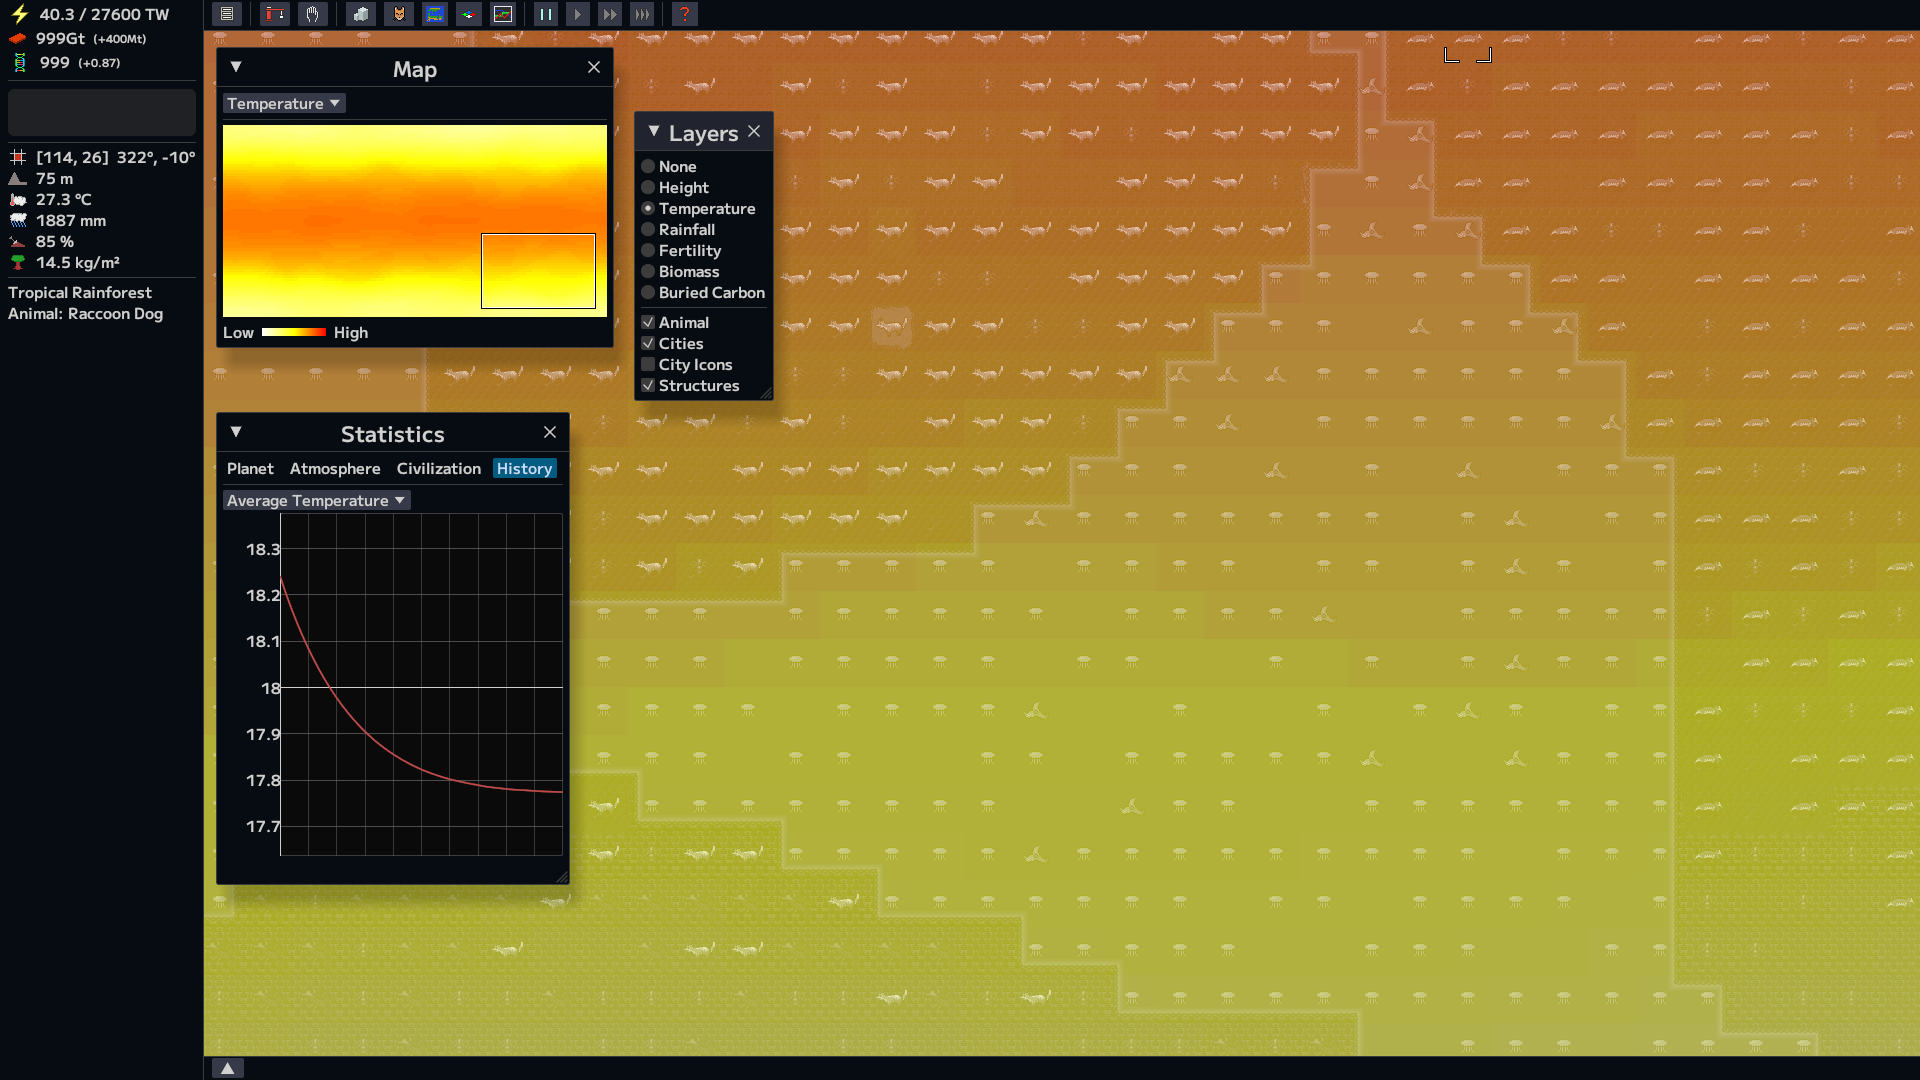 40.3 / 27600 TW
999Gt (+400Mt)
999 (+0.87)
[114, 26] 322°, -10°
75 m
27.3 ℃
1887 mm
85 %
14.5 kg/m²
Tropical Rainforest
Animal: Raccoon Dog
?
Map
Temperature
Low High
Layers
None
Height
Temperature
Rainfall
Fertility
Biomass
Buried Carbon
Animal
Cities
City Icons
Structures
Statistics
Planet Atmosphere Civilization History
Average Temperature
18.3
18.2
18.1
18
17.9
17.8
17.7